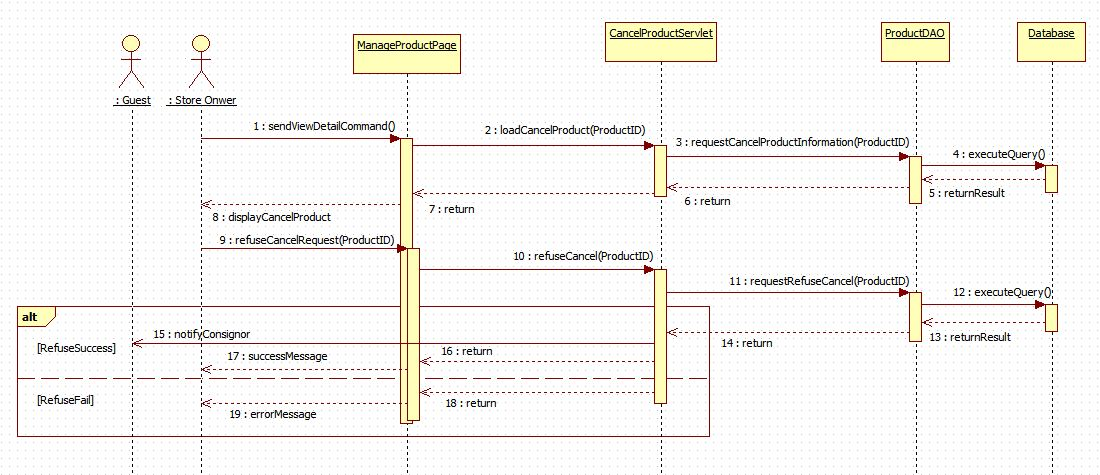 ManageProductPage
CancelProductServlet
ProductDAO
Database
: Guest
: Store Onwer
1 : sendViewDetailCommand()
2 : loadCancelProduct(ProductID)
3 : requestCancelProductInformation(ProductID)
4 : executeQuery()
5 : returnResult
6 : return
7 : return
8 : displayCancelProduct
9 : refuseCancelRequest(ProductID)
10 : refuseCancel(ProductID)
11 : requestRefuseCancel(ProductID)
12 : executeQuery()
13 : returnResult
14 : return
alt
[RefuseSuccess]
15 : notifyConsignor
16 : return
17 : successMessage
[RefuseFail]
18 : return
19 : errorMessage